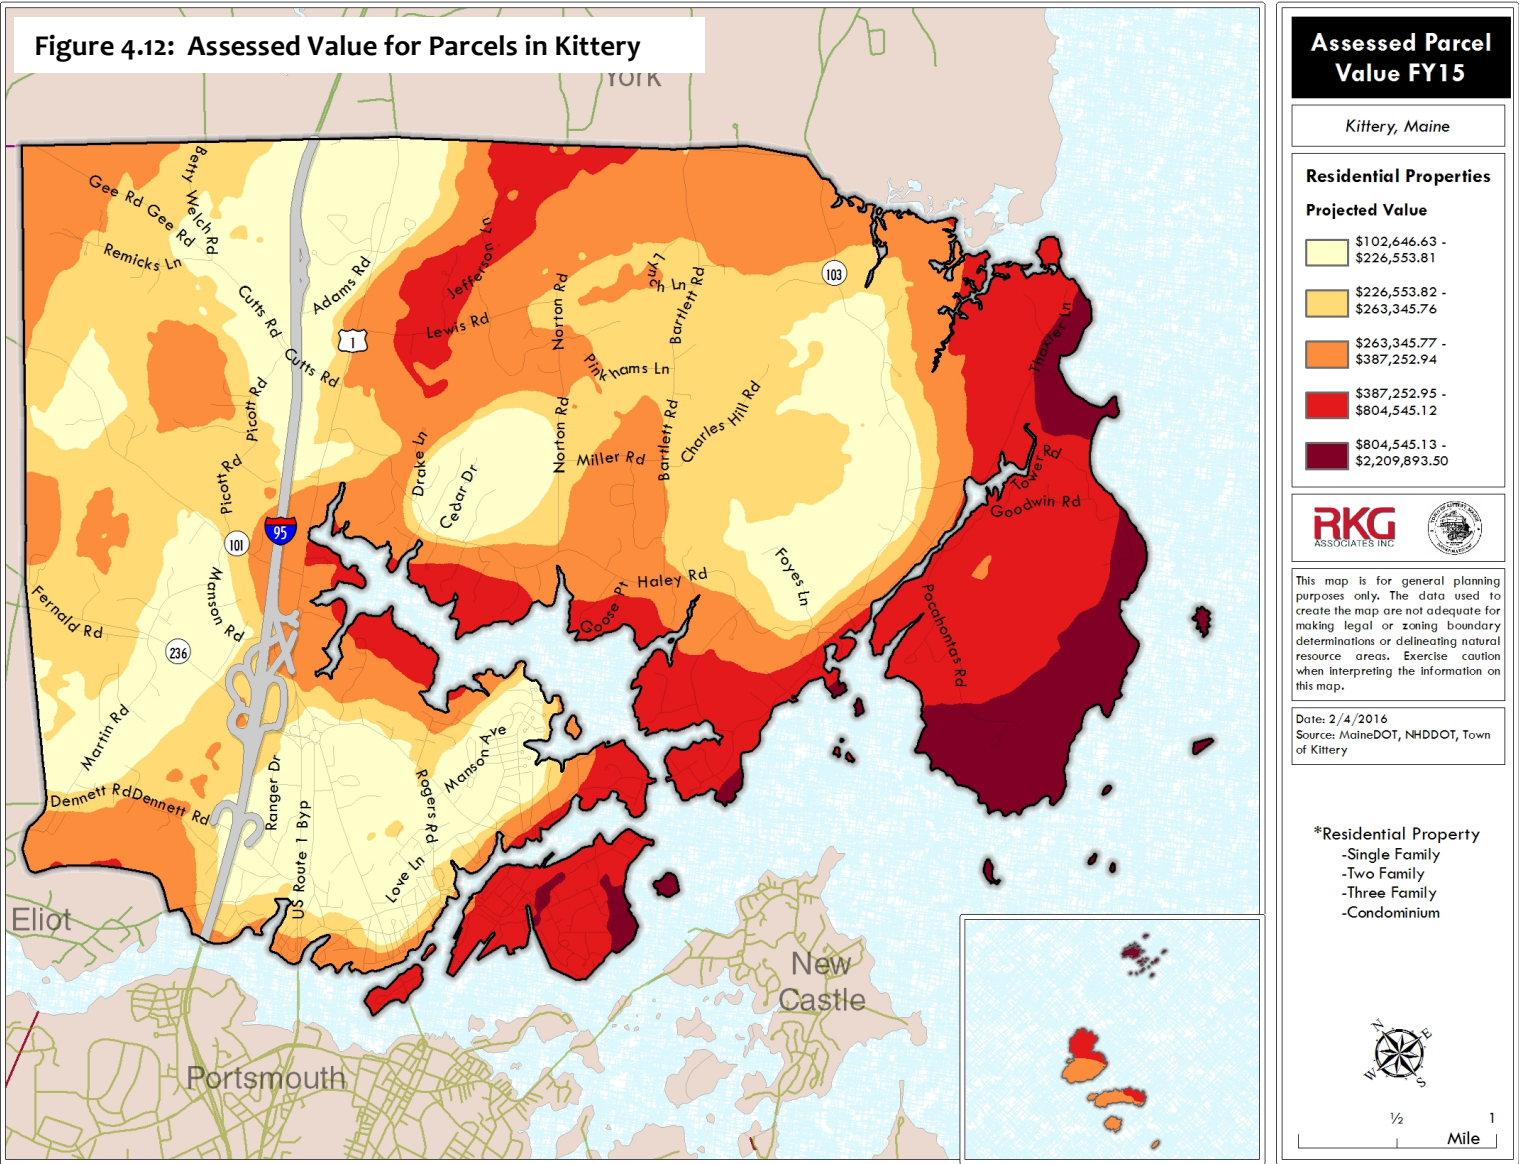 Figure 4.12:  Assessed Value for Parcels in Kittery
York
Betty Welch Rd
Gee Rd Gee Rd
Remicks Ln
Cutts Rd
Adams Rd
Jefferson Ln
Lewis Rd
1
Cutts Rd
Norton Rd
Lynch Ln
Bartlett Rd
103
Thaxter Ln
Pinkhams Ln
Picott Rd
Drake Ln
Cedar Dr
Norton Rd
Miller Rd
Bartlett Rd
Charles Hill Rd
Picott Rd
Tower Rd
Goodwin Rd
95
101
Manson Rd
Fernald Rd
236
Haley Rd
Goose Pt
Foyes Ln
Pocahontas Rd
Martin Rd
Manson Ave
Rogers Rd
Ranger Dr
Dennett Rd Dennett Rd
US Route 1 Byp
Love Ln
Eliot
New
Castle
Portsmouth
Assessed Parcel
Value FY15
Kittery, Maine
Residential Properties
Projected Value
$102,646.63 -
$226,553.81
$226,553.82 -
$263,345.76
$263,345.77 -
$387,252.94
$387,252.95 -
$804,545.12
$804,545.13 -
$2,209,893.50
RKG
ASSOCIATES INC
This map is for general planning
purposes only. The data used to
create the map are not adequate for
making legal or zoning boundary
determinations or delineating natural
resource areas. Exercise caution
when interpreting the information on
this map.
Date: 2/4/2016
Source: MaineDOT, NHDDOT, Town
of Kittery
*Residential Property
-Single Family
-Two Family
-Three Family
-Condominium
N
E
W
S
½ 1
Mile